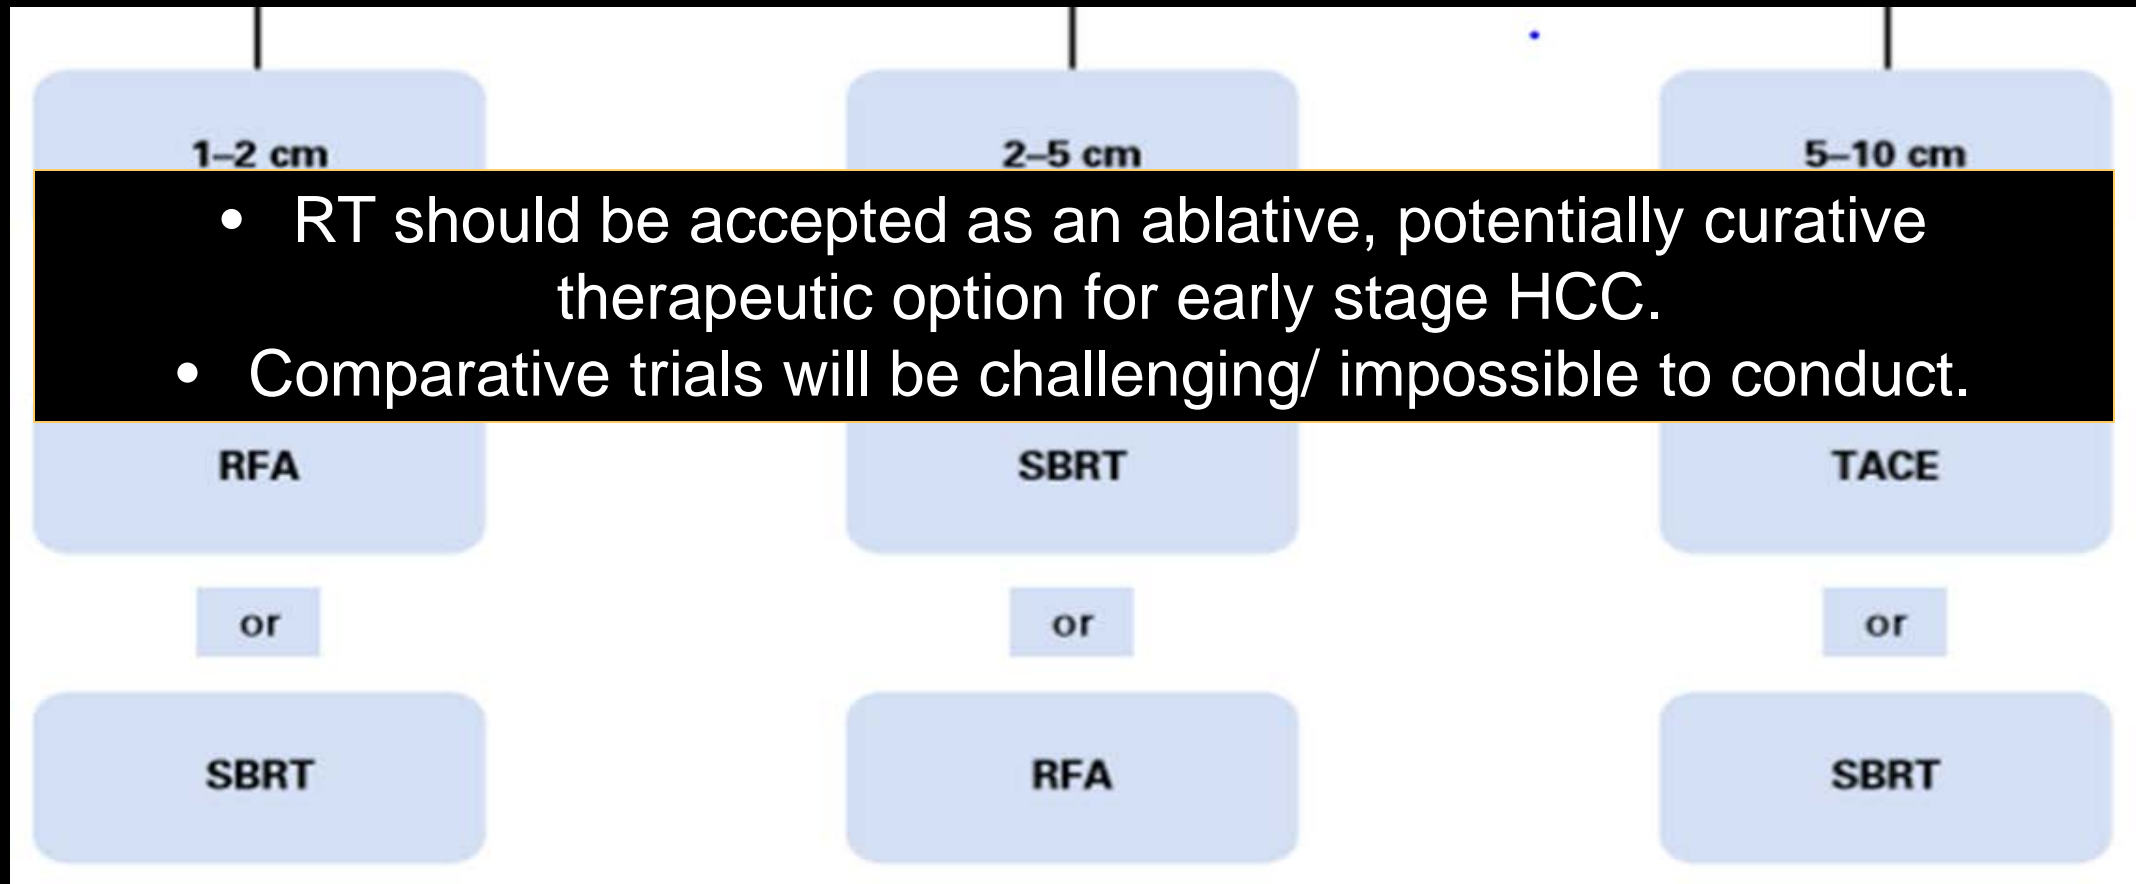 1–2 cm
2–5 cm
5–10 cm
• RT should be accepted as an ablative, potentially curative
therapeutic option for early stage HCC.
• Comparative trials will be challenging/ impossible to conduct.
RFA
SBRT
TACE
or
or
or
SBRT
RFA
SBRT